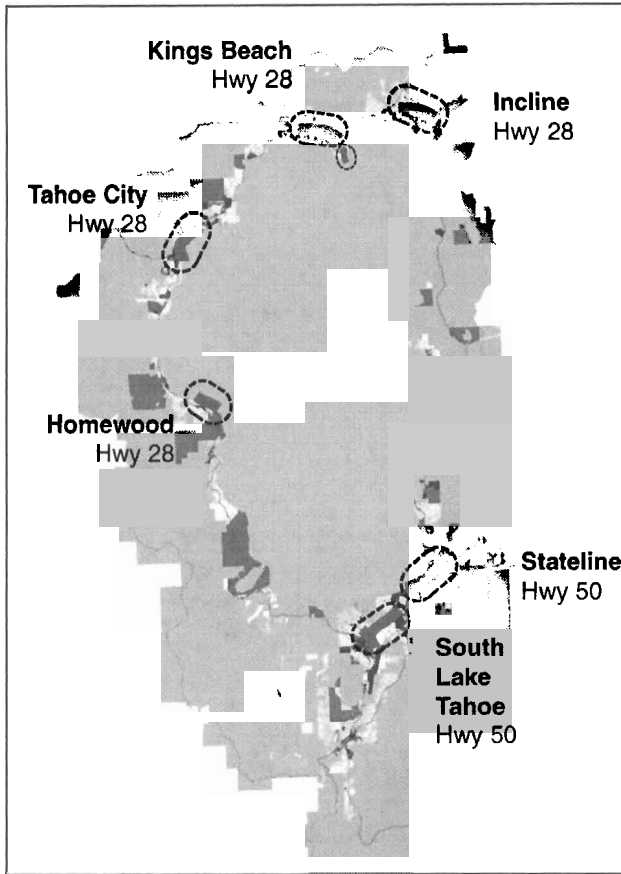 Kings Beach
Hwy 28
Incline
Hwy 28
Tahoe City
Hwy 28
Homewood
Hwy 28
Stateline
Hwy 50
South
Lake
Tahoe
Hwy 50